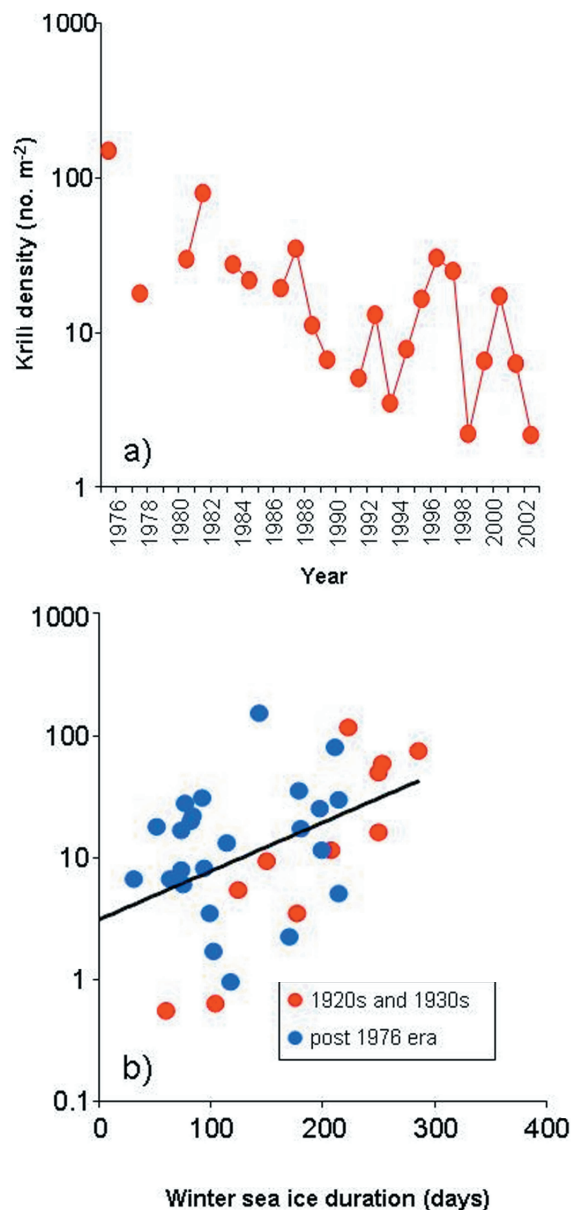 1000
100
10
1
Krill density (no. m-2)
a)
1976
1978
1980
1982
1984
1986
1988
1990
1992
1994
1996
1998
2000
2002
Year
1000
100
10
1
0.1
1920s and 1930s
post 1976 era
b)
0 100 200 300 400
Winter sea ice duration (days)